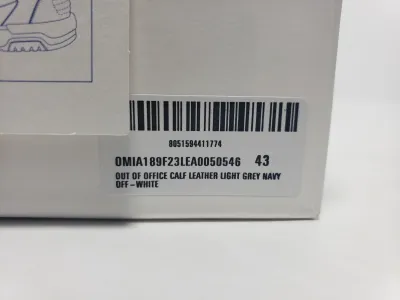 8051594411774
OMIA189F23LEA0050546 43
OUT OF OFFICE CALF LEATHER LIGHT GREY NAVY
OFF-WHITE